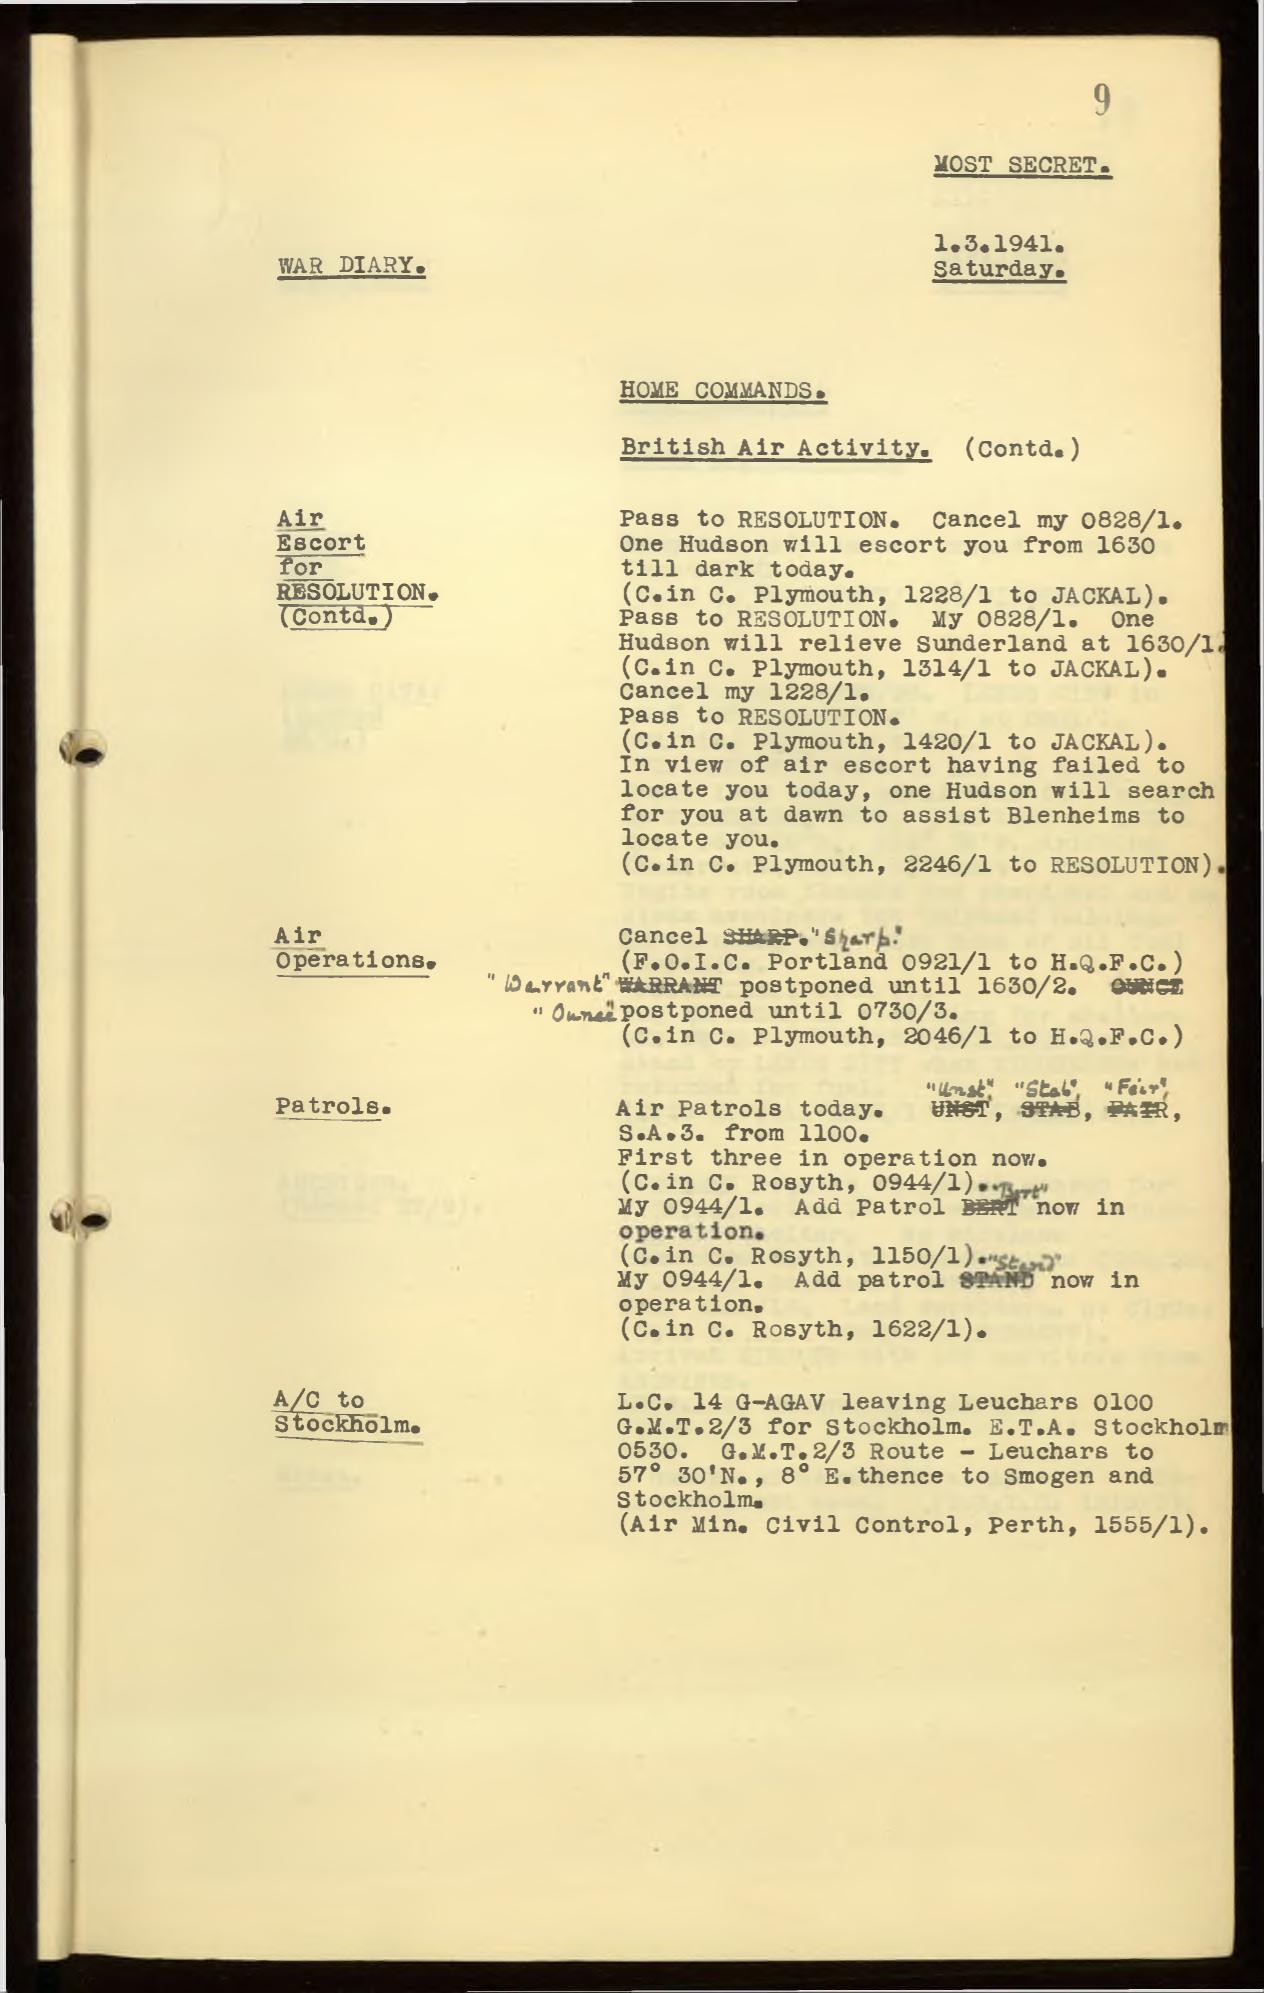 9
MOST SECRET.
1.3.1941.
Saturday.
WAR DIARY.
HOME COMMANDS.
British Air Activity. (Contd.)
Air
Escort
for
RESOLUTION.
(Contd.)
Pass to RESOLUTION. Cancel my 0828/1.
One Hudson will escort you from 1630
till dark today.
(C.in C. Plymouth, 1228/1 to JACKAL).
Pass to RESOLUTION. My 0828/1. One
Hudson will relieve Sunderland at 1630/1.
(C.in C. Plymouth, 1314/1 to JACKAL).
Cancel my 1228/1.
Pass to RESOLUTION.
(C.in C. Plymouth, 1420/1 to JACKAL).
In view of air escort having failed to
locate you today, one Hudson will search
for you at dawn to assist Blenheims to
locate you.
(C.in C. Plymouth, 2246/1 to RESOLUTION).
Air
Operations.
Cancel SHARP. "Sharp."
(F.O.I.C. Portland 0921/1 to H.Q.F.C.)
"Warrant" WARRANT postponed until 1630/2. OUNCE
"Ounce" postponed until 0730/3.
(C.in C. Plymouth, 2046/1 to H.Q.F.C.)
Patrols.
"Unst", "Stab", "Fair",
Air Patrols today. UNST, STAB, FAIR,
S.A.3. from 1100.
First three in operation now.
(C.in C. Rosyth, 0944/1).
"Bert"
My 0944/1. Add Patrol BERT now in
operation.
(C.in C. Rosyth, 1150/1).
"Stand"
My 0944/1. Add patrol STAND now in
operation.
(C.in C. Rosyth, 1622/1).
A/C to
Stockholm.
L.C. 14 G-AGAV leaving Leuchars 0100
G.M.T.2/3 for Stockholm. E.T.A. Stockholm
0530. G.M.T.2/3 Route - Leuchars to
57° 30'N., 8° E.thence to Smogen and
Stockholm.
(Air Min. Civil Control, Perth, 1555/1).